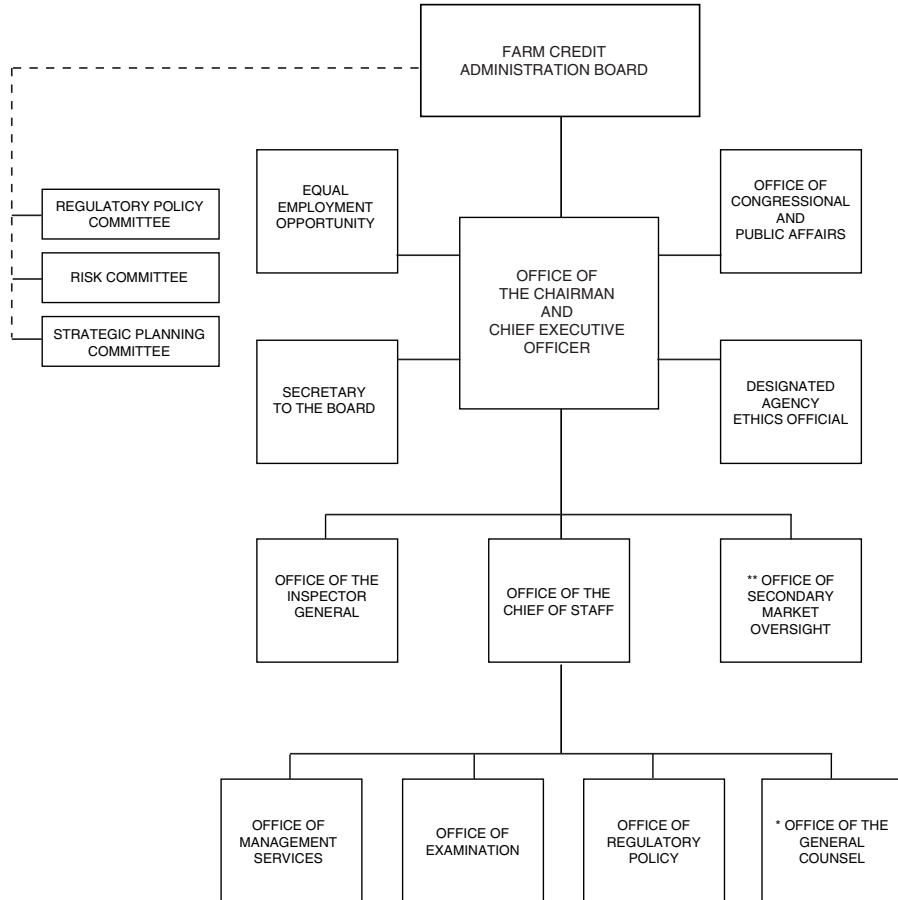 FARM CREDIT
ADMINISTRATION BOARD
EQUAL
EMPLOYMENT
OPPORTUNITY
OFFICE OF
CONGRESSIONAL
AND
PUBLIC AFFAIRS
REGULATORY POLICY
COMMITTEE
RISK COMMITTEE
STRATEGIC PLANNING
COMMITTEE
OFFICE OF
THE CHAIRMAN
AND
CHIEF EXECUTIVE
OFFICER
SECRETARY
TO THE BOARD
DESIGNATED
AGENCY
ETHICS OFFICIAL
OFFICE OF THE
INSPECTOR
GENERAL
OFFICE OF THE
CHIEF OF STAFF
** OFFICE OF
SECONDARY
MARKET
OVERSIGHT
OFFICE OF
MANAGEMENT
SERVICES
OFFICE OF
EXAMINATION
OFFICE OF
REGULATORY
POLICY
* OFFICE OF THE
GENERAL
COUNSEL